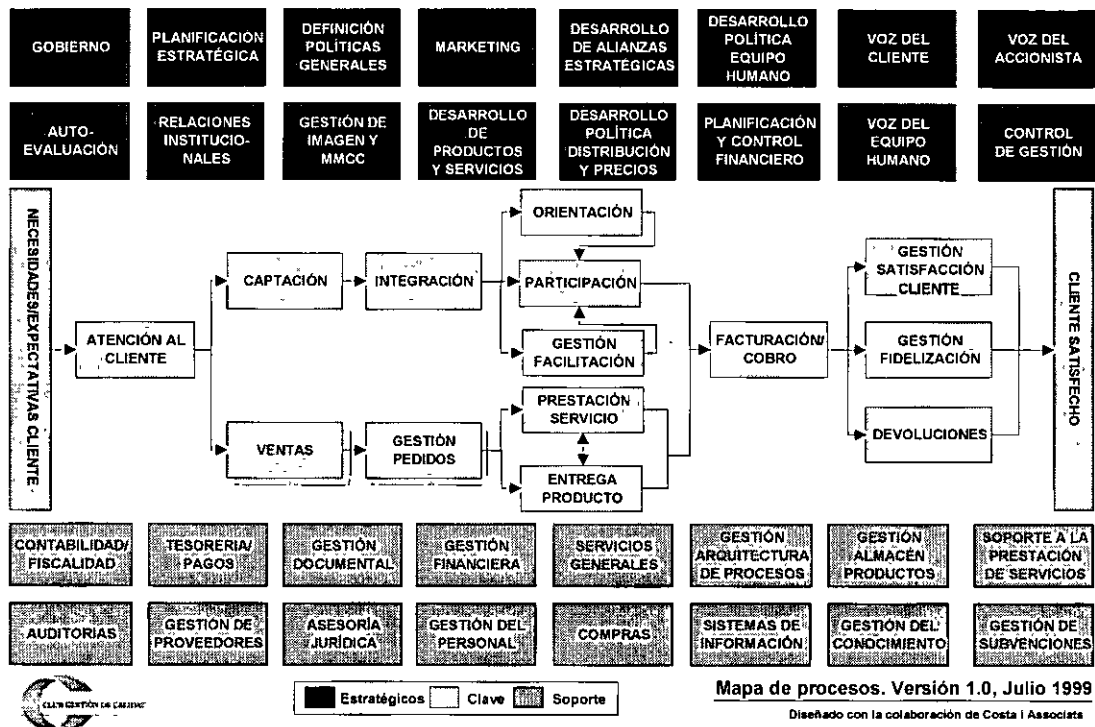 GOBIERNO
PLANIFICACIÓN
ESTRATÉGICA
DEFINICIÓN
POLÍTICAS
GENERALES
MARKETING
DESARROLLO
DE ALIANZAS
ESTRATÉGICAS
DESARROLLO
POLÍTICA
EQUIPO
HUMANO
VOZ DEL
CLIENTE
VOZ DEL
ACCIONISTA
AUTO-
EVALUACIÓN
RELACIONES
INSTITUCIO-
NALES
GESTIÓN DE
IMAGEN Y
MMCC
DESARROLLO
DE
PRODUCTOS
Y SERVICIOS
DESARROLLO
POLÍTICA
DISTRIBUCIÓN
Y PRECIOS
PLANIFICACIÓN
Y CONTROL
FINANCIERO
VOZ DEL
EQUIPO
HUMANO
CONTROL
DE GESTIÓN
NECESIDADES/EXPECTATIVAS CLIENTE
ATENCIÓN AL
CLIENTE
CAPTACIÓN
INTEGRACIÓN
ORIENTACIÓN
PARTICIPACIÓN
GESTIÓN
FACILITACIÓN
VENTAS
GESTIÓN
PEDIDOS
PRESTACIÓN
SERVICIO
ENTREGA
PRODUCTO
FACTURACIÓN/
COBRO
GESTIÓN
SATISFACCIÓN
CLIENTE
GESTIÓN
FIDELIZACIÓN
DEVOLUCIONES
CLIENTE SATISFECHO
CONTABILIDAD/
FISCALIDAD
TESORERIA/
PAGOS
GESTIÓN
DOCUMENTAL
GESTIÓN
FINANCIERA
SERVICIOS
GENERALES
GESTIÓN
ARQUITECTURA
DE PROCESOS
GESTIÓN
ALMACÉN
PRODUCTOS
SOPORTE A LA
PRESTACIÓN
DE SERVICIOS
AUDITORIAS
GESTIÓN DE
PROVEEDORES
ASESORÍA
JURÍDICA
GESTIÓN DEL
PERSONAL
COMPRAS
SISTEMAS DE
INFORMACIÓN
GESTIÓN DEL
CONOCIMIENTO
GESTIÓN DE
SUBVENCIONES
CLUB GESTIÓN DE CALIDAD
Estratégicos
Clave
Soporte
Mapa de procesos. Versión 1.0, Julio 1999
Diseñado con la colaboración de Costa i Associats